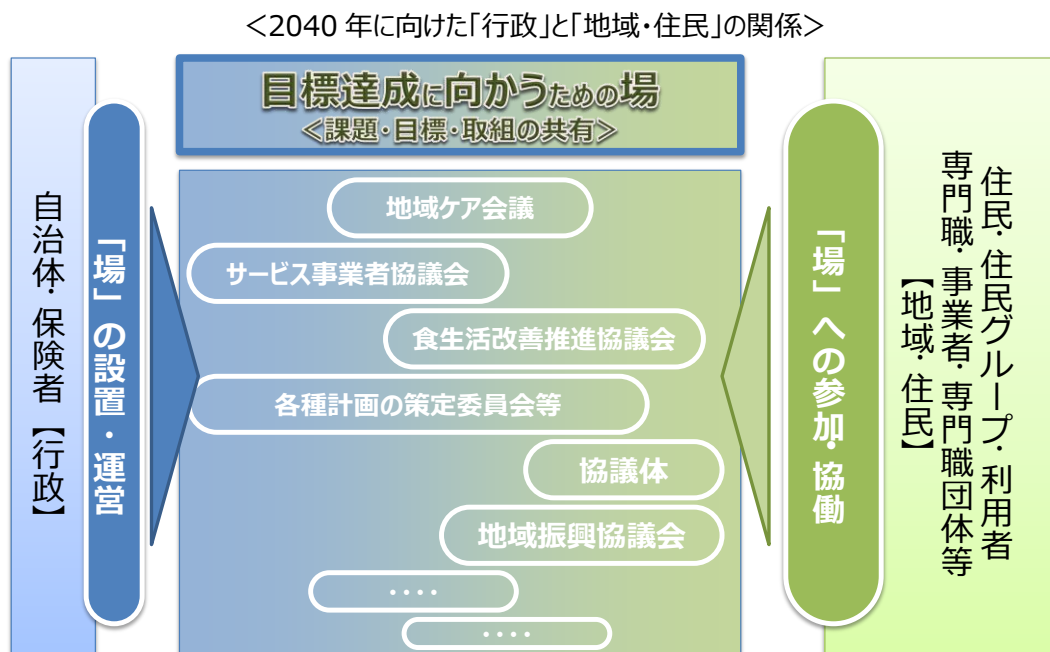 <2040 年に向けた｢行政｣と｢地域･住民｣の関係>
目標達成に向かうための場
<課題･目標･取組の共有>
自治体･保険者【行政】
｢場｣の設置・運営
地域ケア会議
サービス事業者協議会
食生活改善推進協議会
各種計画の策定委員会等
協議体
地域振興協議会
････
････
｢場｣への参加･協働
住民･住民グループ･利用者
専門職･事業者･専門職団体等
【地域･住民】